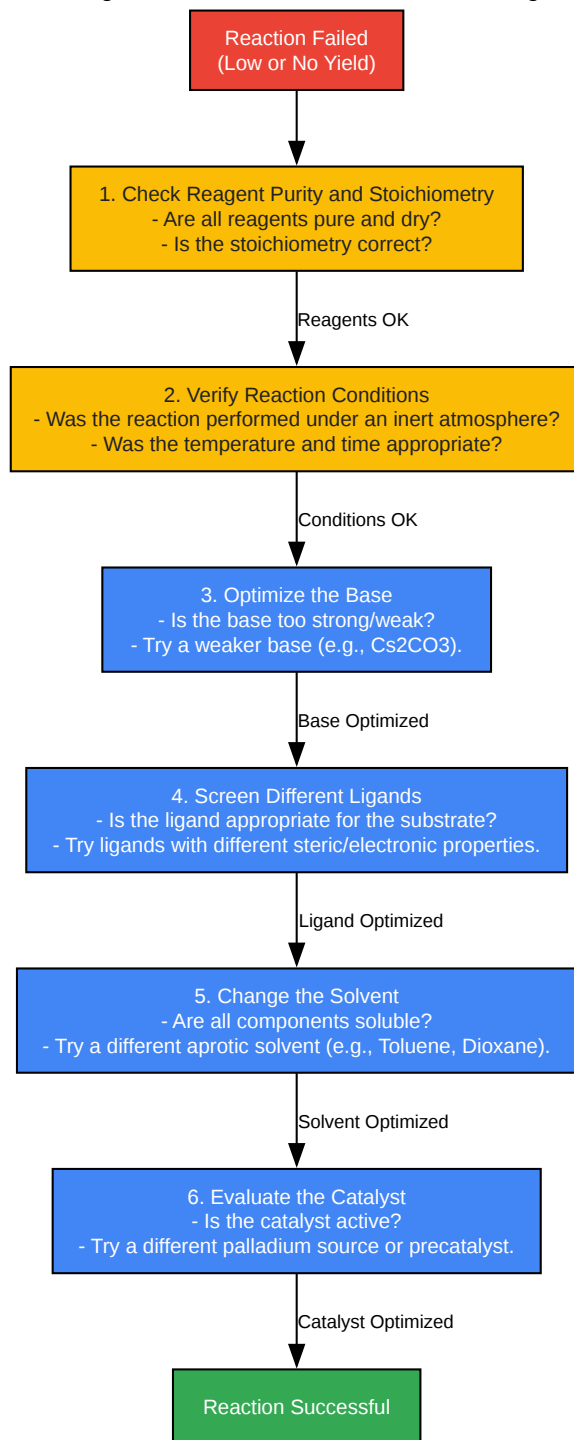 Reaction Failed
(Low or No Yield)
1. Check Reagent Purity and Stoichiometry
- Are all reagents pure and dry?
- Is the stoichiometry correct?
Reagents OK
2. Verify Reaction Conditions
- Was the reaction performed under an inert atmosphere?
- Was the temperature and time appropriate?
Conditions OK
3. Optimize the Base
- Is the base too strong/weak?
- Try a weaker base (e.g., Cs2CO3).
Base Optimized
4. Screen Different Ligands
- Is the ligand appropriate for the substrate?
- Try ligands with different steric/electronic properties.
Ligand Optimized
5. Change the Solvent
- Are all components soluble?
- Try a different aprotic solvent (e.g., Toluene, Dioxane).
Solvent Optimized
6. Evaluate the Catalyst
- Is the catalyst active?
- Try a different palladium source or precatalyst.
Catalyst Optimized
Reaction Successful